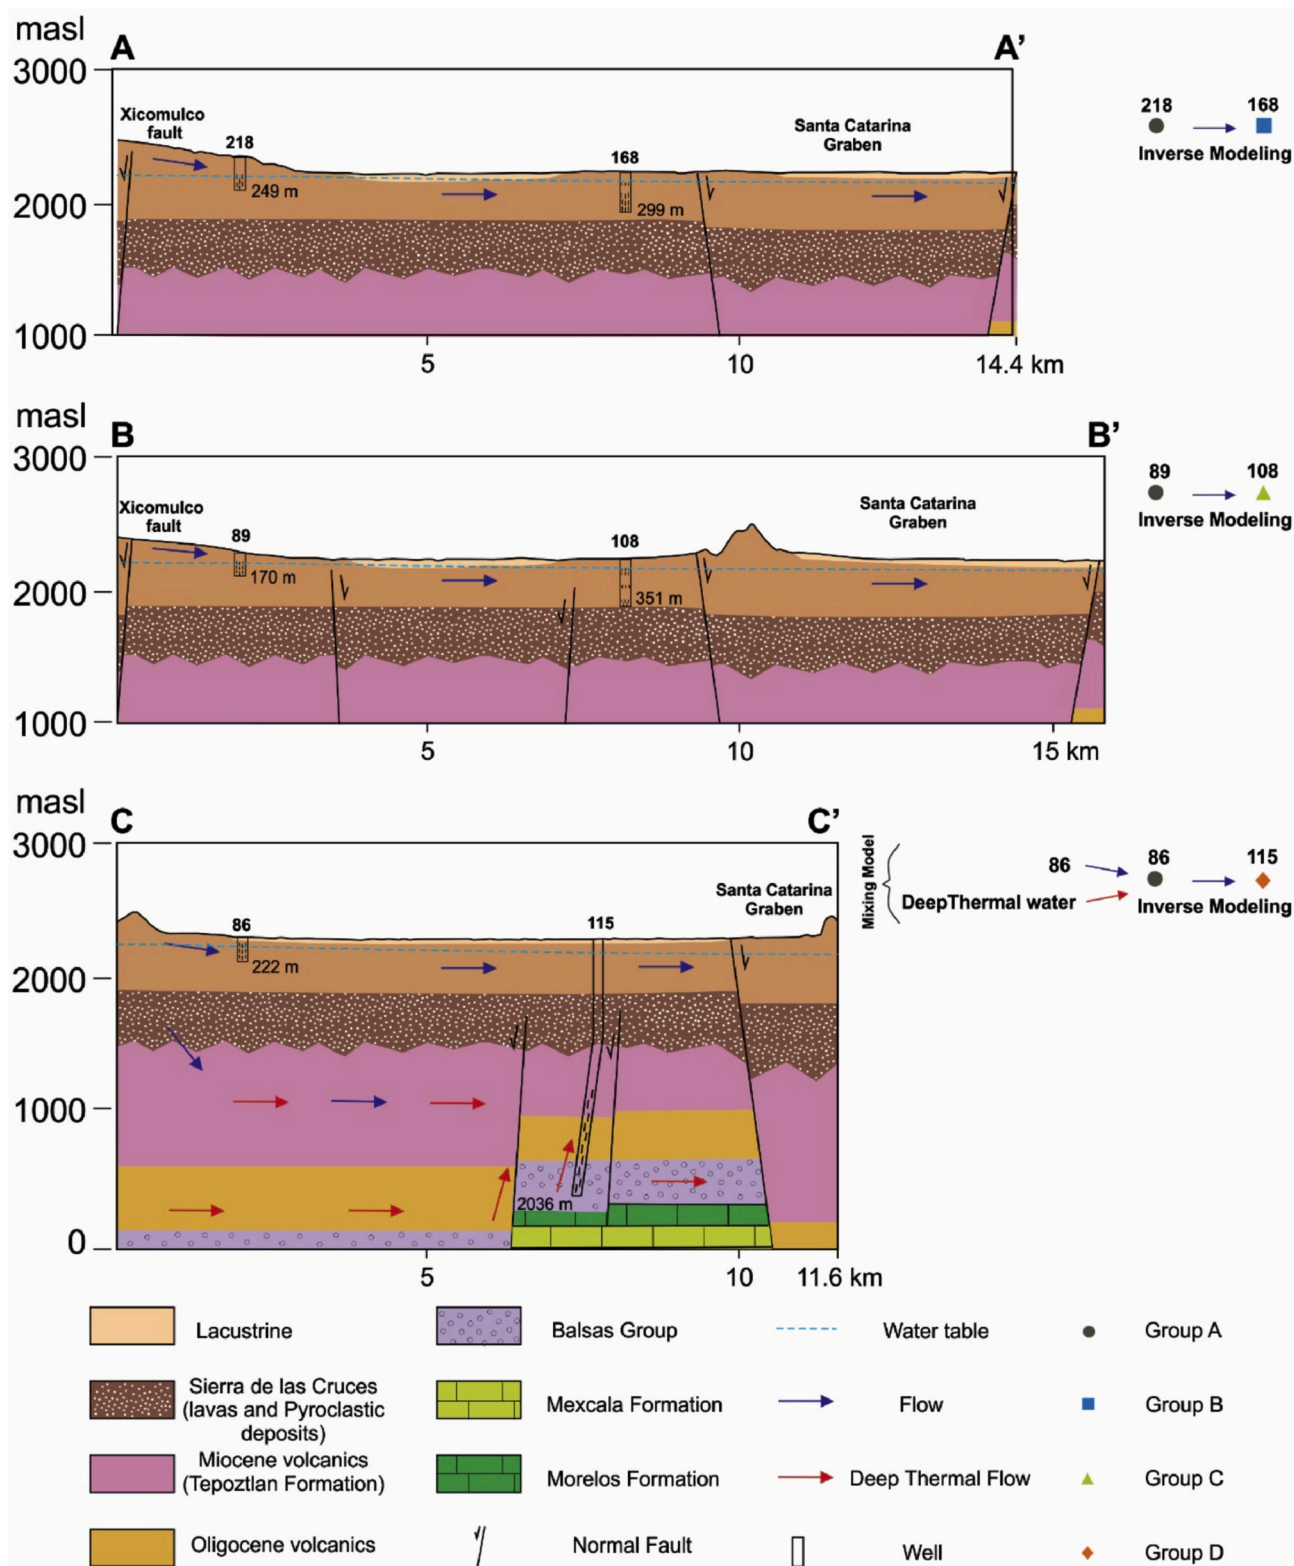 masl
A
A’
3000
Xicomulco
fault
218
168
Santa Catarina
Graben
249 m
299 m
2000
1000
5
10
14.4 km
218
168
Inverse Modeling
masl
B
B’
3000
Xicomulco
fault
89
108
Santa Catarina
Graben
170 m
351 m
2000
1000
5
10
15 km
89
108
Inverse Modeling
masl
C
C’
3000
86
115
Santa Catarina
Graben
222 m
2000
1000
2036 m
0
5
10
11.6 km
Mixing Model
86
DeepThermal water
86
115
Inverse Modeling
Lacustrine
Balsas Group
Water table
Group A
Sierra de las Cruces
(lavas and Pyroclastic
deposits)
Mexcala Formation
Flow
Group B
Miocene volcanics
(Tepoztlan Formation)
Morelos Formation
Deep Thermal Flow
Group C
Oligocene volcanics
Normal Fault
Well
Group D